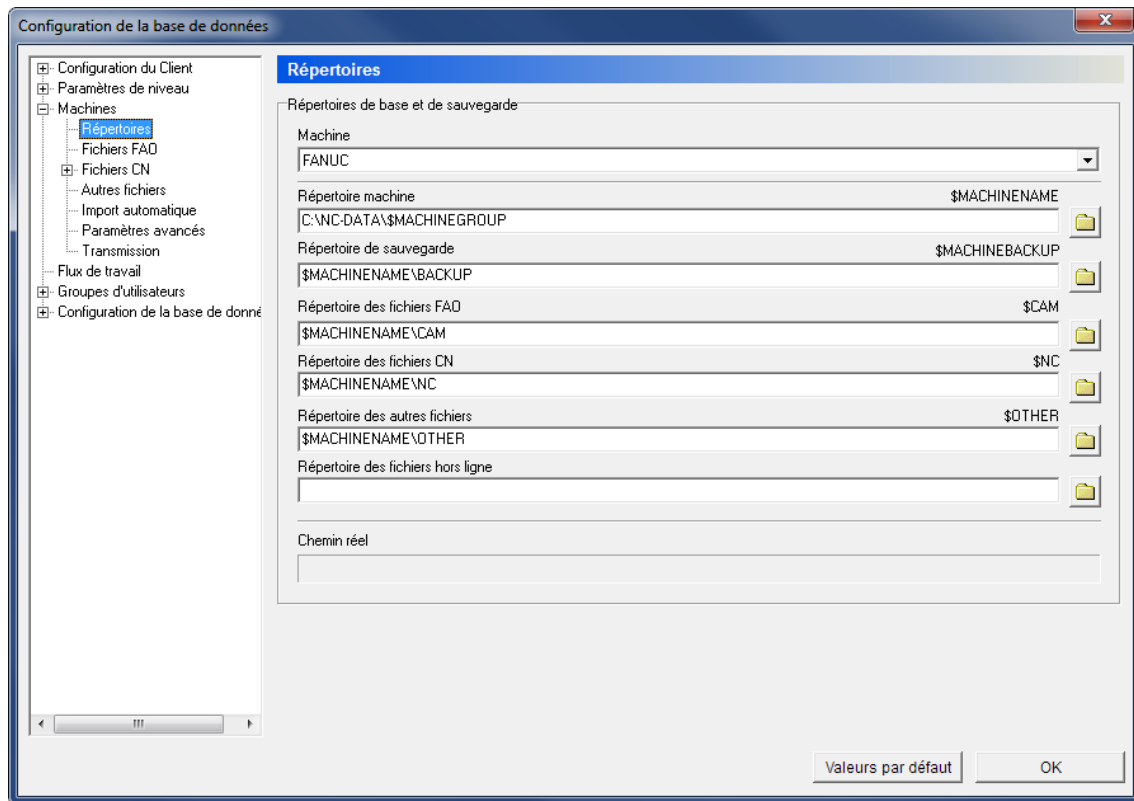 Configuration de la base de données
Configuration du Client
Paramètres de niveau
Machines
Répertoires
Fichiers FAO
Fichiers CN
Autres fichiers
Import automatique
Paramètres avancés
Transmission
Flux de travail
Groupes d'utilisateurs
Configuration de la base de donné
Répertoires
Répertoires de base et de sauvegarde
Machine
FANUC
Répertoire machine $MACHINENAME
C:\NC-DATA\$MACHINEGROUP
Répertoire de sauvegarde $MACHINEBACKUP
$MACHINENAME\BACKUP
Répertoire des fichiers FAO $CAM
$MACHINENAME\CAM
Répertoire des fichiers CN $NC
$MACHINENAME\NC
Répertoire des autres fichiers $OTHER
$MACHINENAME\OTHER
Répertoire des fichiers hors ligne
Chemin réel
Valeurs par défaut OK